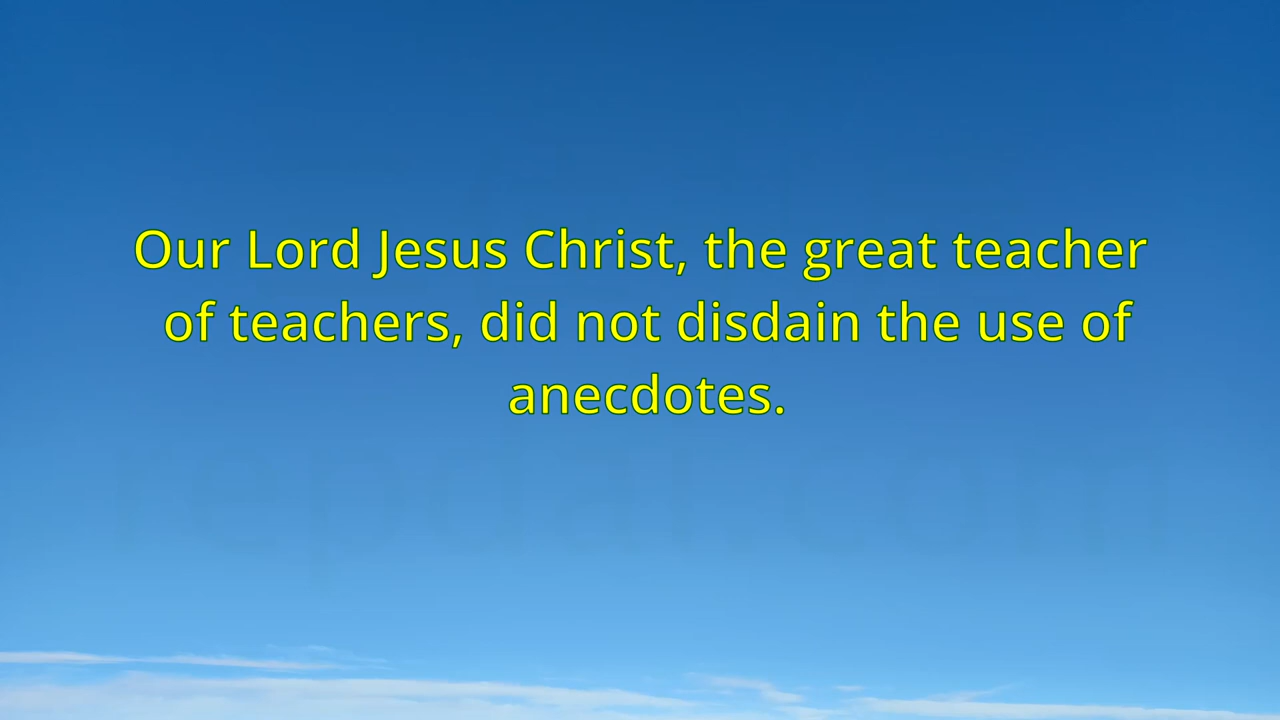 Our Lord Jesus Christ, the great teacher
of teachers, did not disdain the use of
anecdotes.